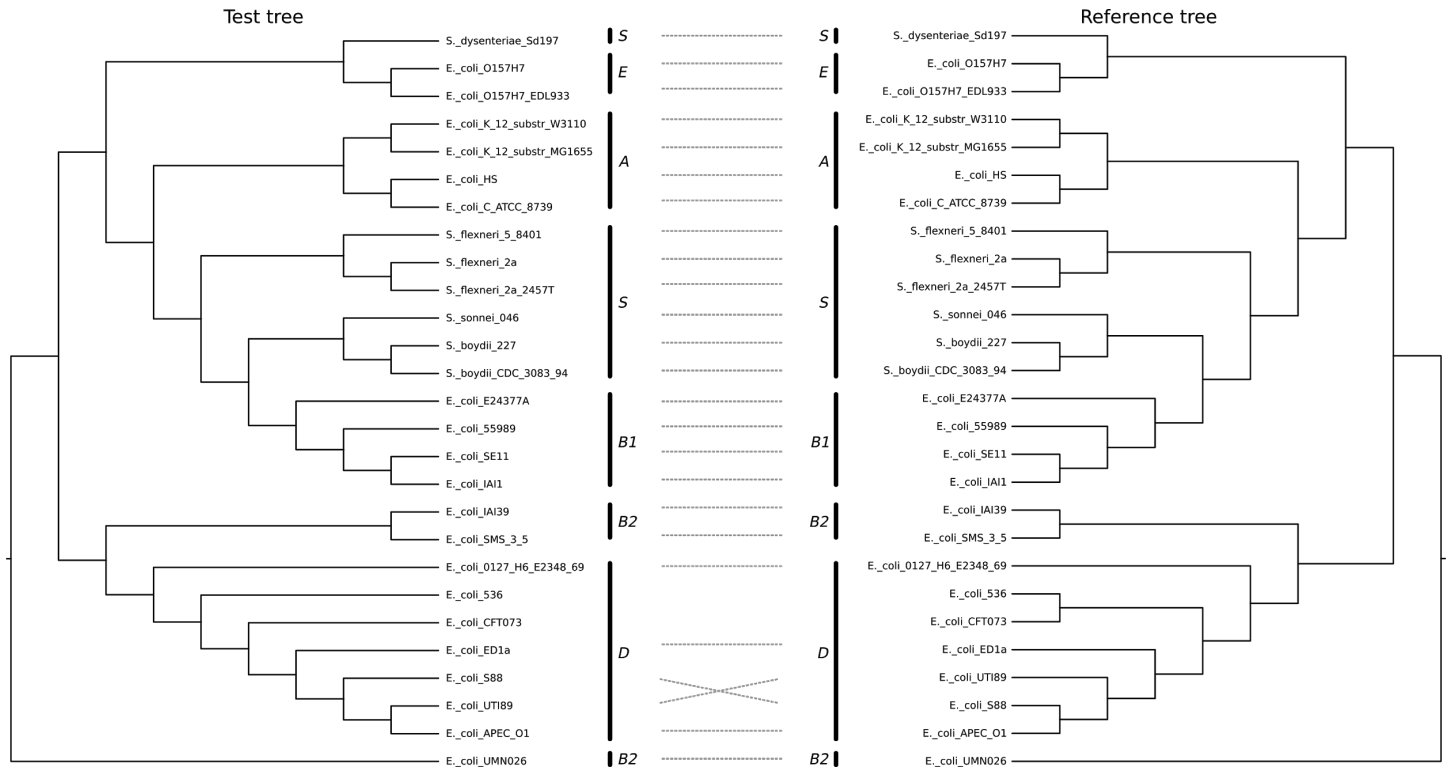 Test tree
Reference tree
S._dysenteriae_Sd197
E._coli_O157H7
E._coli_O157H7_EDL933
E._coli_K_12_substr_W3110
E._coli_K_12_substr_MG1655
E._coli_HS
E._coli_C_ATCC_8739
S._flexneri_5_8401
S._flexneri_2a
S._flexneri_2a_2457T
S._sonnei_046
S._boydii_227
S._boydii_CDC_3083_94
E._coli_E24377A
E._coli_55989
E._coli_SE11
E._coli_IAI1
E._coli_IAI39
E._coli_SMS_3_5
E._coli_0127_H6_E2348_69
E._coli_536
E._coli_CFT073
E._coli_ED1a
E._coli_S88
E._coli_UTI89
E._coli_APEC_O1
E._coli_UMN026
S
E
A
S
B1
B2
D
B2
S
E
A
S
B1
B2
D
B2
S._dysenteriae_Sd197
E._coli_O157H7
E._coli_O157H7_EDL933
E._coli_K_12_substr_W3110
E._coli_K_12_substr_MG1655
E._coli_HS
E._coli_C_ATCC_8739
S._flexneri_5_8401
S._flexneri_2a
S._flexneri_2a_2457T
S._sonnei_046
S._boydii_227
S._boydii_CDC_3083_94
E._coli_E24377A
E._coli_55989
E._coli_SE11
E._coli_IAI1
E._coli_IAI39
E._coli_SMS_3_5
E._coli_0127_H6_E2348_69
E._coli_536
E._coli_CFT073
E._coli_ED1a
E._coli_UTI89
E._coli_S88
E._coli_APEC_O1
E._coli_UMN026